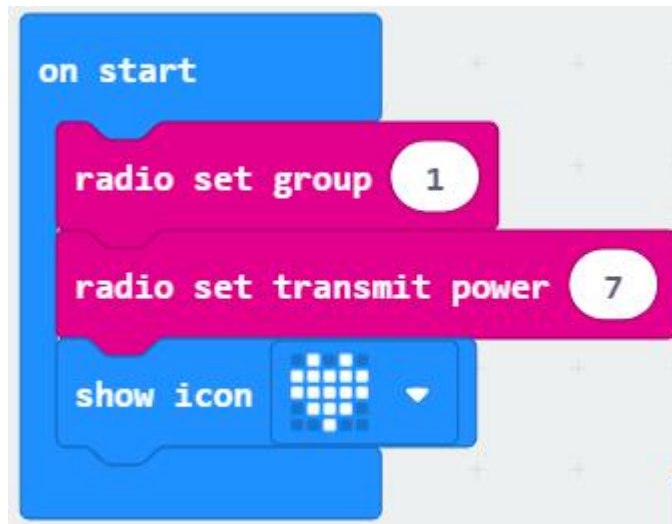 on start
radio set group 1
radio set transmit power 7
show icon